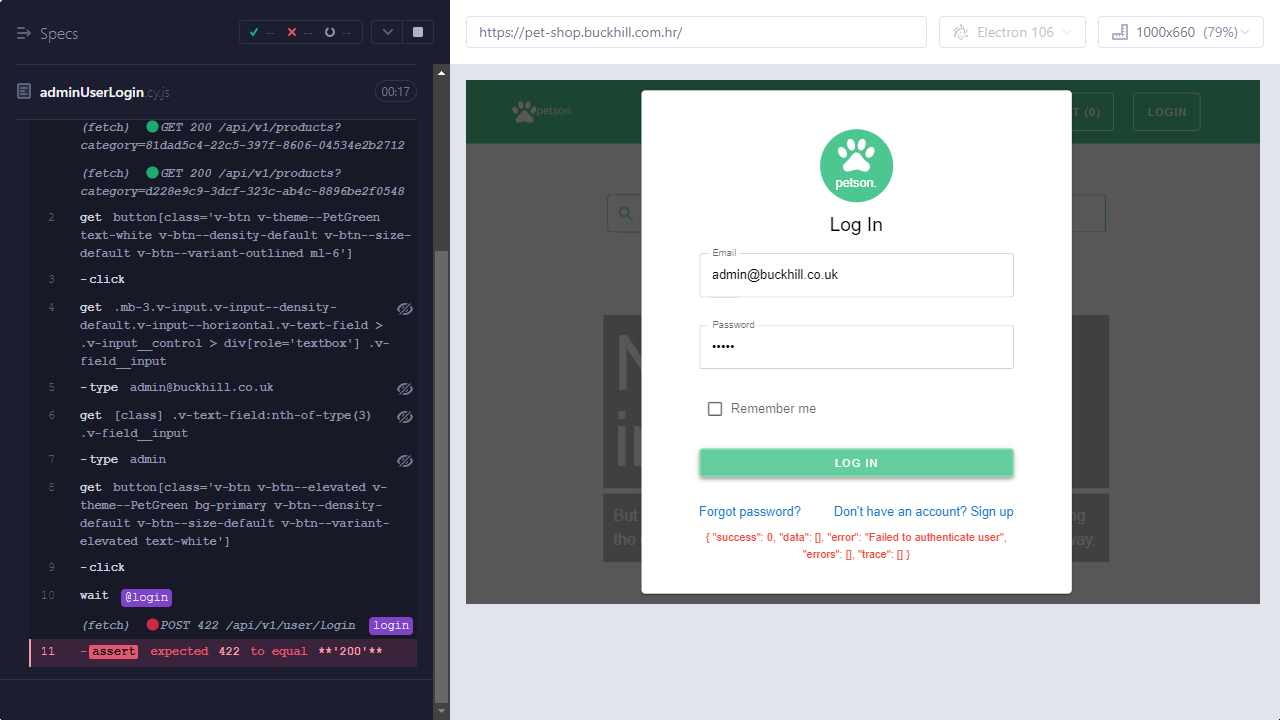 Specs
-- -- --
adminUserLogin.cy.js
00:17
(fetch) GET 200 /api/v1/products?
category=81dad5c4-22c5-397f-8606-04534e2b2712
(fetch) GET 200 /api/v1/products?
category=d228e9c9-3dcf-323c-ab4c-8896be2f0548
2 get button[class='v-btn v-theme--PetGreen
text-white v-btn--density-default v-btn--size-
default v-btn--variant-outlined ml-6']
3 -click
4 get .mb-3.v-input.v-input--density-
default.v-input--horizontal.v-text-field >
.v-input__control > div[role='textbox'] .v-
field__input
5 -type admin@buckhill.co.uk
6 get [class] .v-text-field:nth-of-type(3)
.v-field__input
7 -type admin
8 get button[class='v-btn v-btn--elevated v-
theme--PetGreen bg-primary v-btn--density-
default v-btn--size-default v-btn--variant-
elevated text-white']
9 -click
10 wait @login
(fetch) POST 422 /api/v1/user/login login
11 -assert expected 422 to equal **'200'**
https://pet-shop.buckhill.com.hr/
Electron 106
1000x660 (79%)
petson.
T (0)
LOGIN
petson.
Log In
Email
admin@buckhill.co.uk
Password
•••••
Remember me
LOG IN
Forgot password?
Don't have an account? Sign up
{ "success": 0, "data": [], "error": "Failed to authenticate user",
"errors": [], "trace": [] }
N
in
But
ng
the
way.